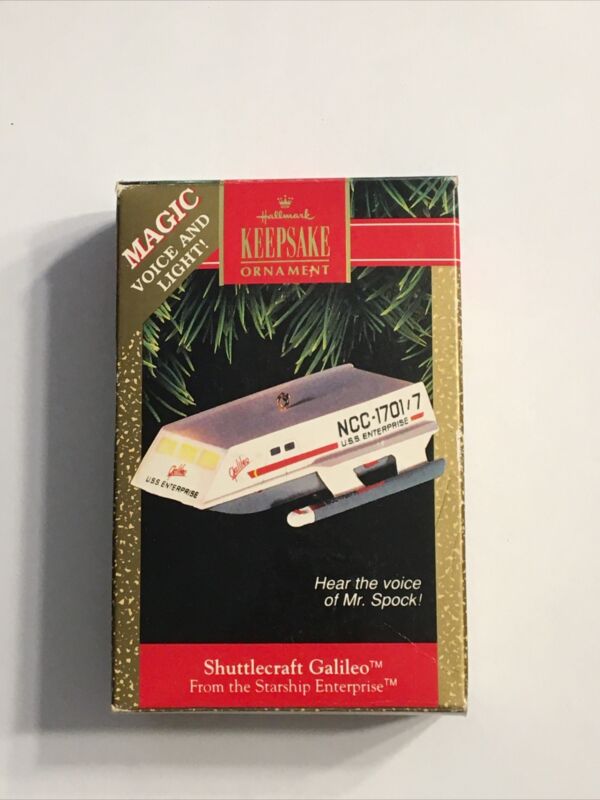 MAGIC
VOICE AND
LIGHT!
Hallmark
KEEPSAKE
ORNAMENT
NCC-1701/7
U.S.S. ENTERPRISE
Galileo
Galileo
U.S.S. ENTERPRISE
Hear the voice
of Mr. Spock!
Shuttlecraft Galileo™
From the Starship Enterprise™